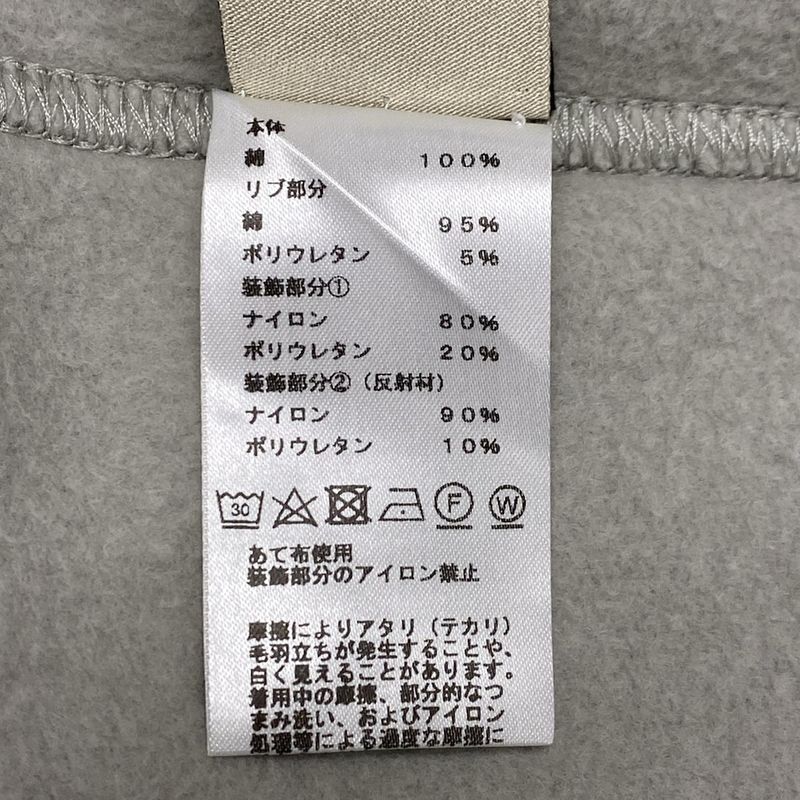 本体
綿 100%
リブ部分
綿 95%
ポリウレタン 5%
装飾部分①
ナイロン 80%
ポリウレタン 20%
装飾部分②(反射材)
ナイロン 90%
ポリウレタン 10%
30 F W
あて布使用
装飾部分のアイロン禁止
摩擦によりアタリ(テカリ)
毛羽立ちが発生することや、
白く見えることがあります。
着用中の摩擦、部分的なつ
まみ洗い、およびアイロン
処理等による過度な摩擦に